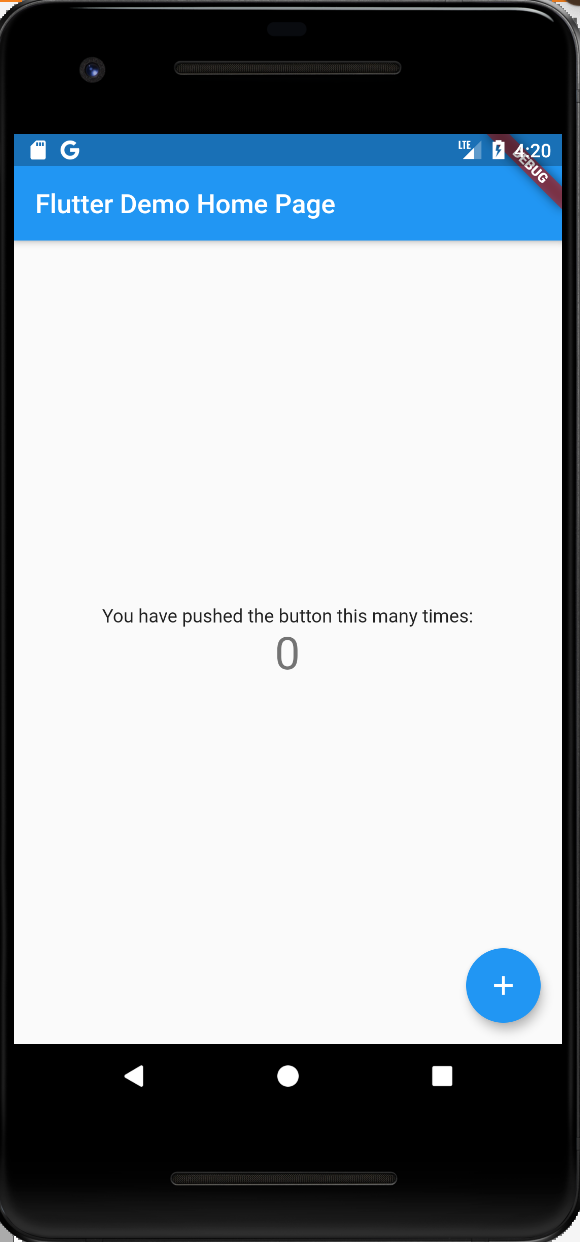 LTE
4:20
DEBUG
Flutter Demo Home Page
You have pushed the button this many times:
0